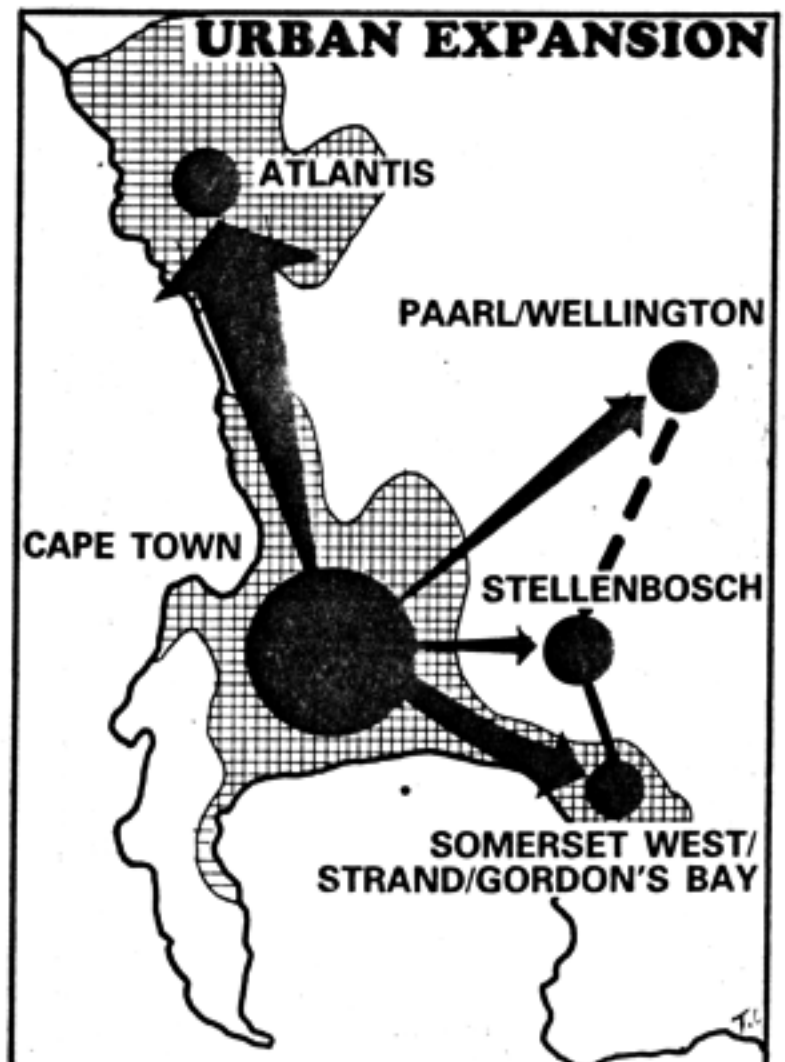 URBAN EXPANSION
ATLANTIS
PAARL/WELLINGTON
CAPE TOWN
STELLENBOSCH
SOMERSET WEST/
STRAND/GORDON'S BAY